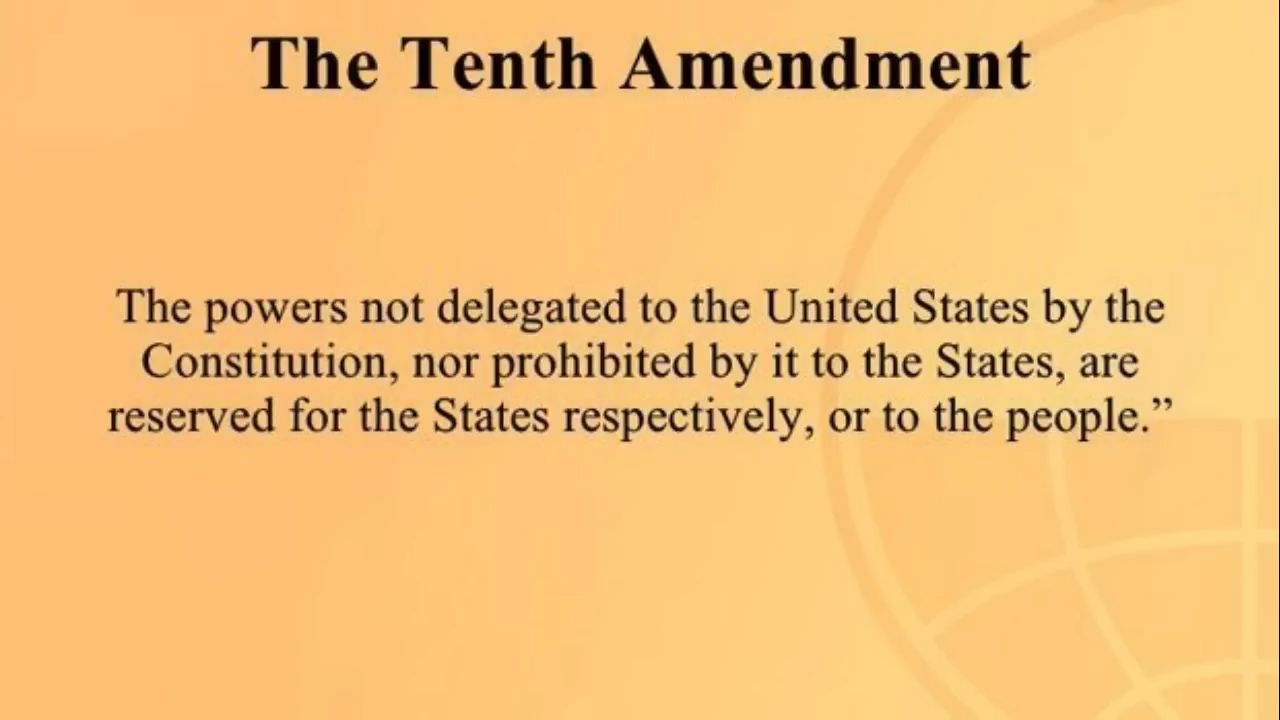 The Tenth Amendment
The powers not delegated to the United States by the
Constitution, nor prohibited by it to the States, are
reserved for the States respectively, or to the people.”